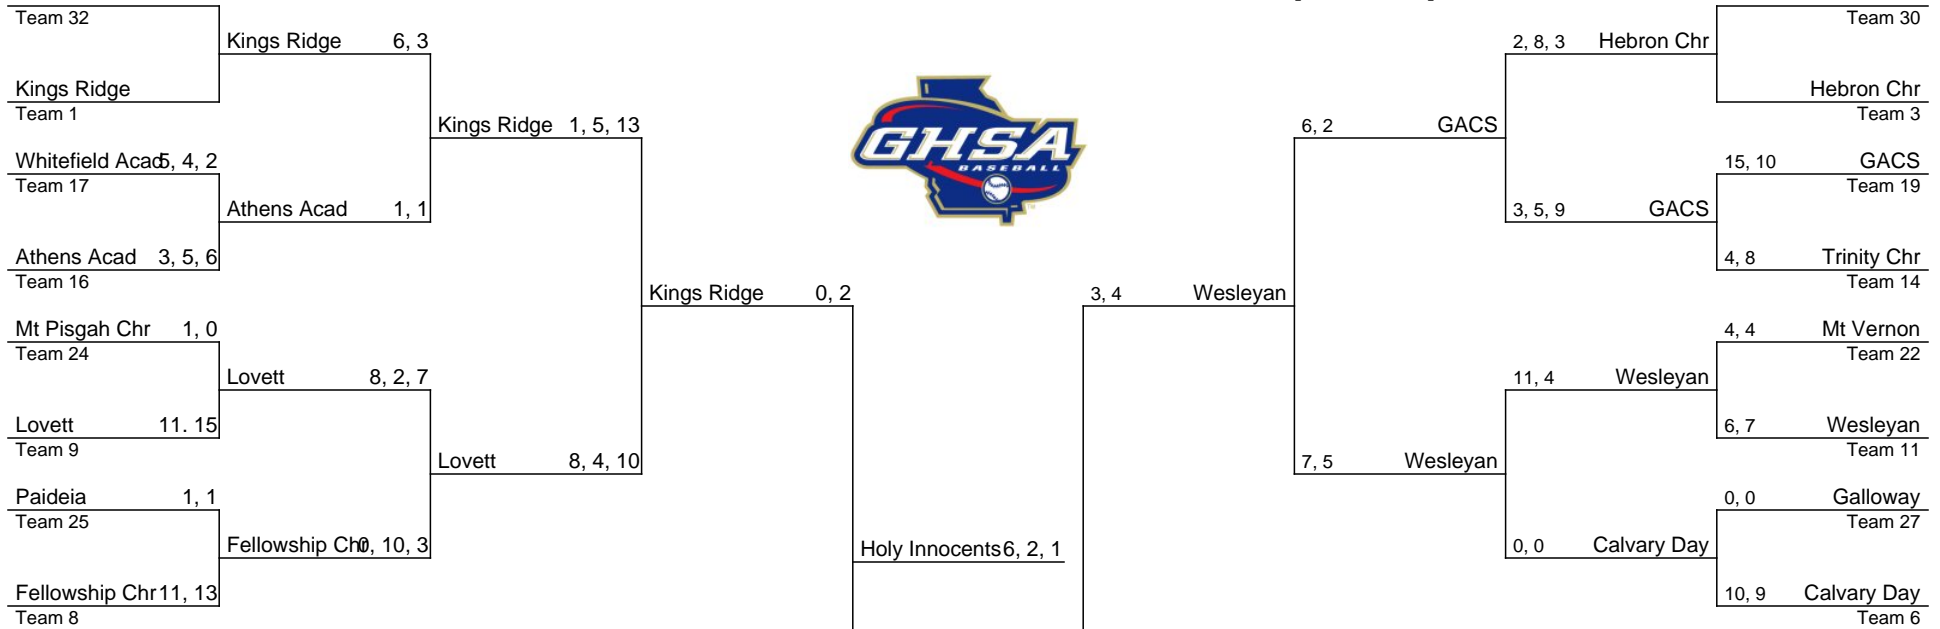 Team 32
Kings Ridge 6, 3
Kings Ridge
Team 1
Kings Ridge 1, 5, 13
Whitefield Acad 5, 4, 2
Team 17
Athens Acad 1, 1
Athens Acad 3, 5, 6
Team 16
Kings Ridge 0, 2
Mt Pisgah Chr 1, 0
Team 24
Lovett 8, 2, 7
Lovett 11. 15
Team 9
Lovett 8, 4, 10
Paideia 1, 1
Team 25
Fellowship Chr 0, 10, 3
Fellowship Chr 11, 13
Team 8
GHSA
BASEBALL
Holy Innocents 6, 2, 1
Team 30
2, 8, 3 Hebron Chr
Hebron Chr
Team 3
6, 2 GACS
15, 10 GACS
Team 19
3, 5, 9 GACS
4, 8 Trinity Chr
Team 14
3, 4 Wesleyan
4, 4 Mt Vernon
Team 22
11, 4 Wesleyan
6, 7 Wesleyan
Team 11
7, 5 Wesleyan
0, 0 Galloway
Team 27
0, 0 Calvary Day
10, 9 Calvary Day
Team 6